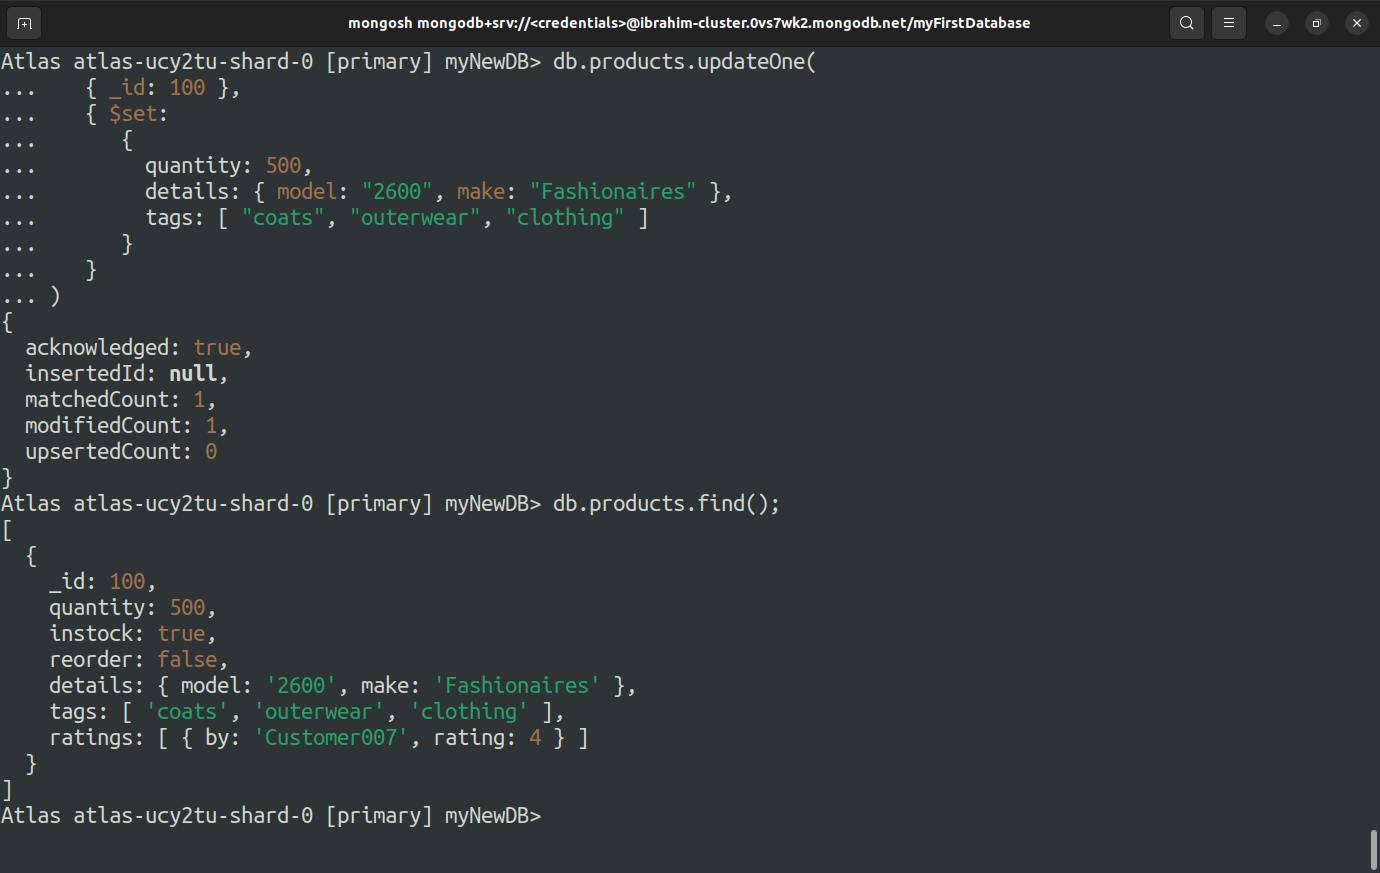 mongosh mongodb+srv://<credentials>@ibrahim-cluster.0vs7wk2.mongodb.net/myFirstDatabase
Atlas atlas-ucy2tu-shard-0 [primary] myNewDB> db.products.updateOne(
...    { _id: 100 },
...    { $set:
...       {
...         quantity: 500,
...         details: { model: "2600", make: "Fashionaires" },
...         tags: [ "coats", "outerwear", "clothing" ]
...       }
...    }
... )
{
  acknowledged: true,
  insertedId: null,
  matchedCount: 1,
  modifiedCount: 1,
  upsertedCount: 0
}
Atlas atlas-ucy2tu-shard-0 [primary] myNewDB> db.products.find();
[
  {
    _id: 100,
    quantity: 500,
    instock: true,
    reorder: false,
    details: { model: '2600', make: 'Fashionaires' },
    tags: [ 'coats', 'outerwear', 'clothing' ],
    ratings: [ { by: 'Customer007', rating: 4 } ]
  }
]
Atlas atlas-ucy2tu-shard-0 [primary] myNewDB>